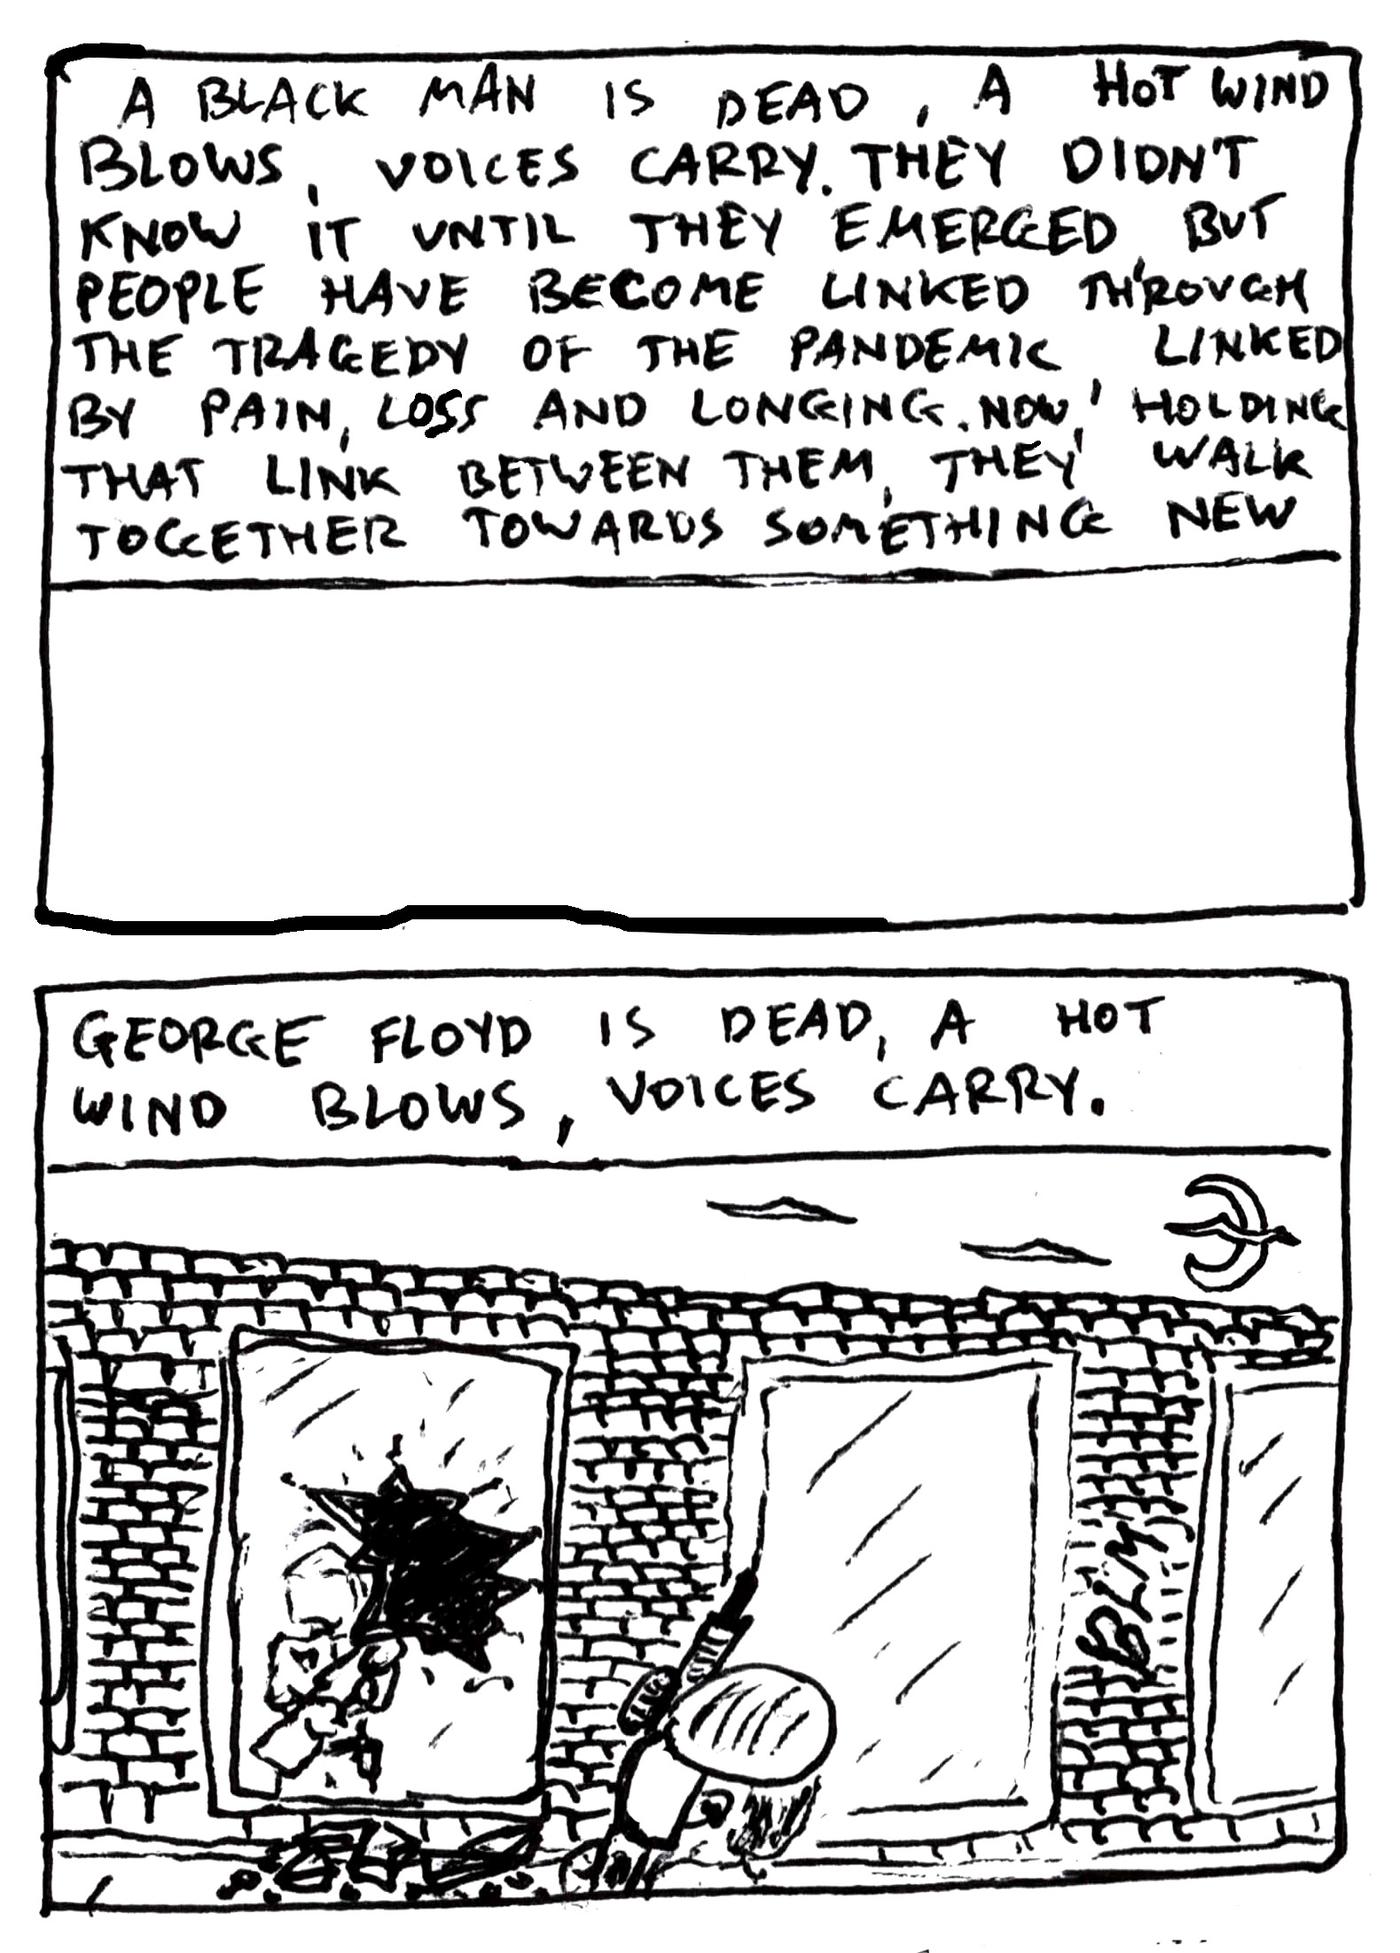 A BLACK MAN IS DEAD, A HOT WIND
BLOWS, VOICES CARRY. THEY DIDN'T
KNOW IT UNTIL THEY EMERGED, BUT
PEOPLE HAVE BECOME LINKED THROUGH
THE TRAGEDY OF THE PANDEMIC, LINKED
BY PAIN, LOSS AND LONGING. NOW, HOLDING
THAT LINK BETWEEN THEM, THEY WALK
TOGETHER TOWARDS SOMETHING NEW
GEORGE FLOYD IS DEAD, A HOT
WIND BLOWS, VOICES CARRY.
BLM